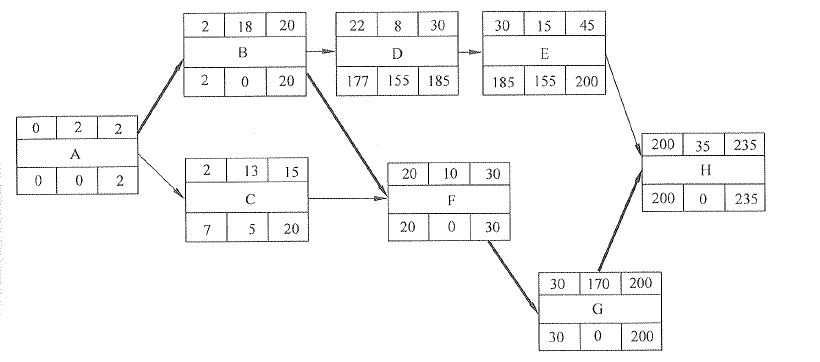 2 18 20
B
2 0 20
22 8 30
D
177 155 185
30 15 45
E
185 155 200
0 2 2
A
0 0 2
2 13 15
C
7 5 20
20 10 30
F
20 0 30
200 35 235
H
200 0 235
30 170 200
G
30 0 200